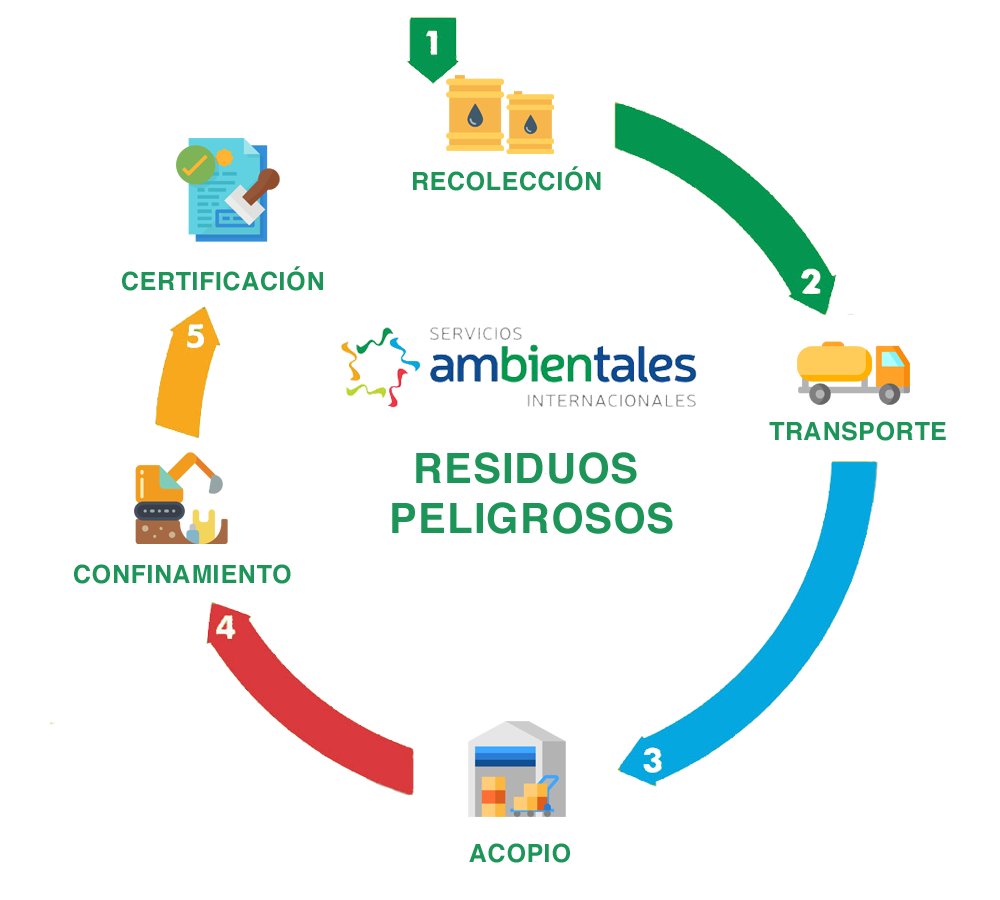 1
RECOLECCIÓN
2
TRANSPORTE
3
ACOPIO
4
CONFINAMIENTO
5
CERTIFICACIÓN
SERVICIOS
ambientales
INTERNACIONALES
RESIDUOS
PELIGROSOS